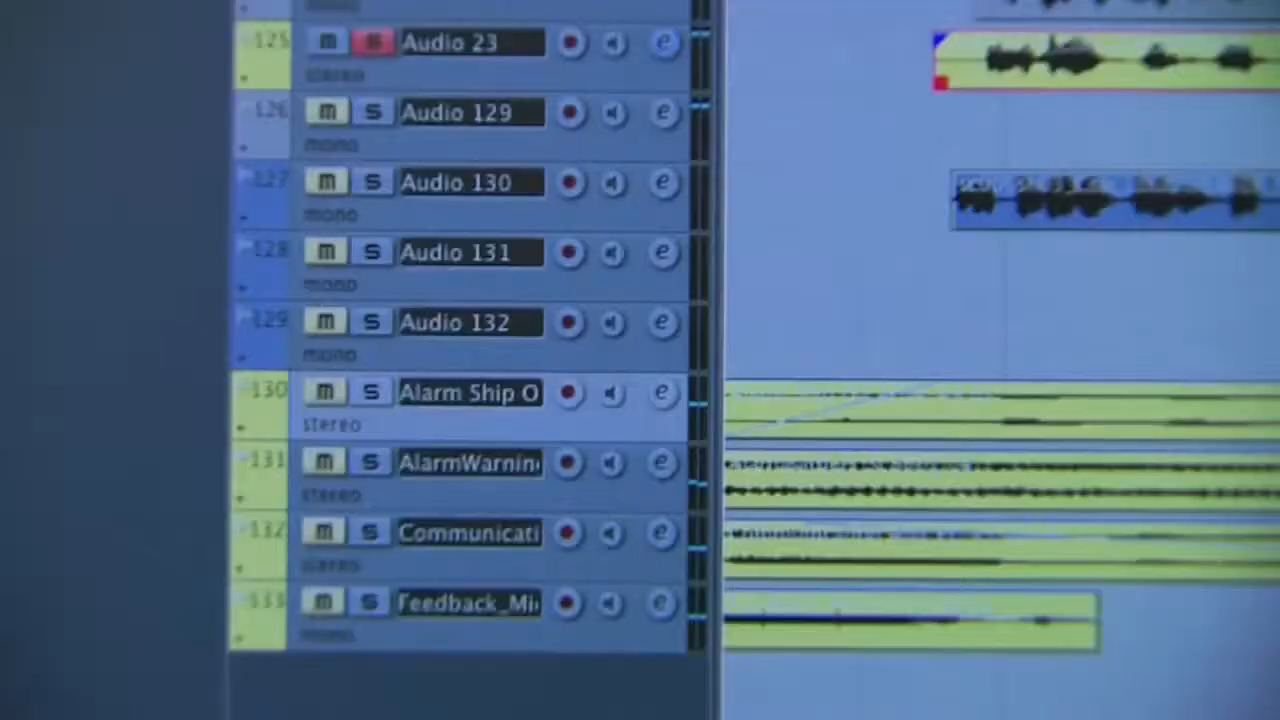 mono
125 m S Audio 23 e
stereo
126 m S Audio 129 e
mono
127 m S Audio 130 e
mono
128 m S Audio 131 e
mono
129 m S Audio 132 e
mono
130 m S Alarm Ship O e
stereo
131 m S AlarmWarnin e
stereo
132 m S Communicati e
stereo
133 m S Feedback_Mi e
mono